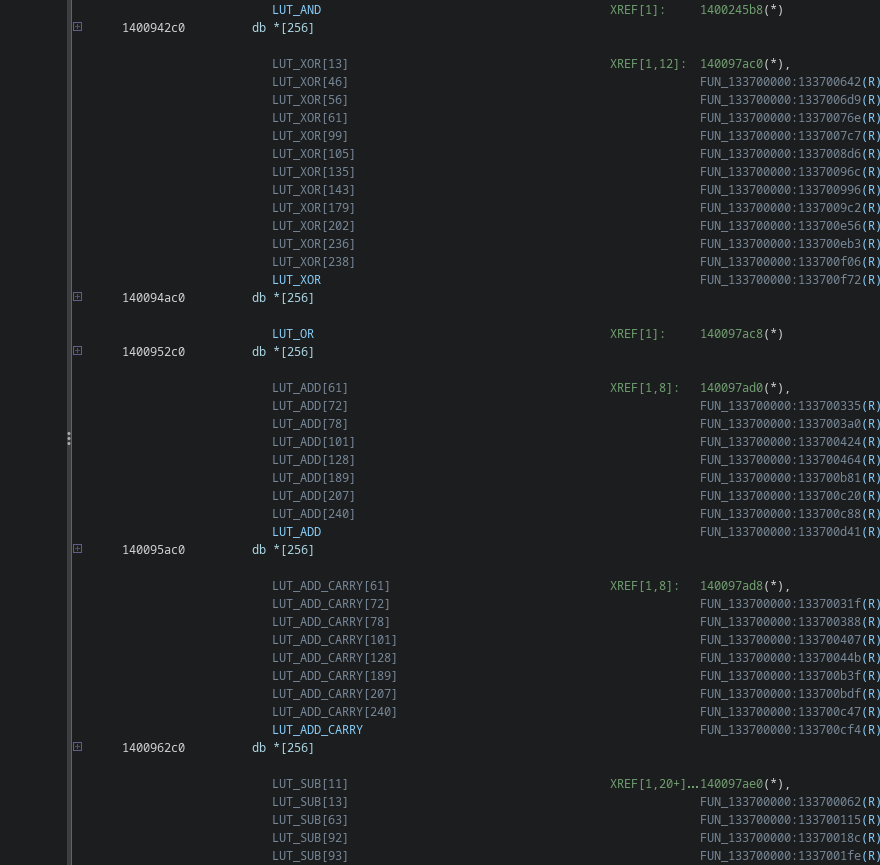 LUT_AND XREF[1]: 1400245b8(*)
1400942c0 db *[256]
LUT_XOR[13] XREF[1,12]: 140097ac0(*),
LUT_XOR[46] FUN_133700000:133700642(R)
LUT_XOR[56] FUN_133700000:1337006d9(R)
LUT_XOR[61] FUN_133700000:13370076e(R)
LUT_XOR[99] FUN_133700000:1337007c7(R)
LUT_XOR[105] FUN_133700000:1337008d6(R)
LUT_XOR[135] FUN_133700000:13370096c(R)
LUT_XOR[143] FUN_133700000:133700996(R)
LUT_XOR[179] FUN_133700000:1337009c2(R)
LUT_XOR[202] FUN_133700000:133700e56(R)
LUT_XOR[236] FUN_133700000:133700eb3(R)
LUT_XOR[238] FUN_133700000:133700f06(R)
LUT_XOR FUN_133700000:133700f72(R)
140094ac0 db *[256]
LUT_OR XREF[1]: 140097ac8(*)
1400952c0 db *[256]
LUT_ADD[61] XREF[1,8]: 140097ad0(*),
LUT_ADD[72] FUN_133700000:133700335(R)
LUT_ADD[78] FUN_133700000:1337003a0(R)
LUT_ADD[101] FUN_133700000:133700424(R)
LUT_ADD[128] FUN_133700000:133700464(R)
LUT_ADD[189] FUN_133700000:133700b81(R)
LUT_ADD[207] FUN_133700000:133700c20(R)
LUT_ADD[240] FUN_133700000:133700c88(R)
LUT_ADD FUN_133700000:133700d41(R)
140095ac0 db *[256]
LUT_ADD_CARRY[61] XREF[1,8]: 140097ad8(*),
LUT_ADD_CARRY[72] FUN_133700000:13370031f(R)
LUT_ADD_CARRY[78] FUN_133700000:133700388(R)
LUT_ADD_CARRY[101] FUN_133700000:133700407(R)
LUT_ADD_CARRY[128] FUN_133700000:13370044b(R)
LUT_ADD_CARRY[189] FUN_133700000:133700b3f(R)
LUT_ADD_CARRY[207] FUN_133700000:133700bdf(R)
LUT_ADD_CARRY[240] FUN_133700000:133700c47(R)
LUT_ADD_CARRY FUN_133700000:133700cf4(R)
1400962c0 db *[256]
LUT_SUB[11] XREF[1,20+]...140097ae0(*),
LUT_SUB[13] FUN_133700000:133700062(R)
LUT_SUB[63] FUN_133700000:133700115(R)
LUT_SUB[92] FUN_133700000:13370018c(R)
LUT_SUB[93] FUN_133700000:1337001fe(R)